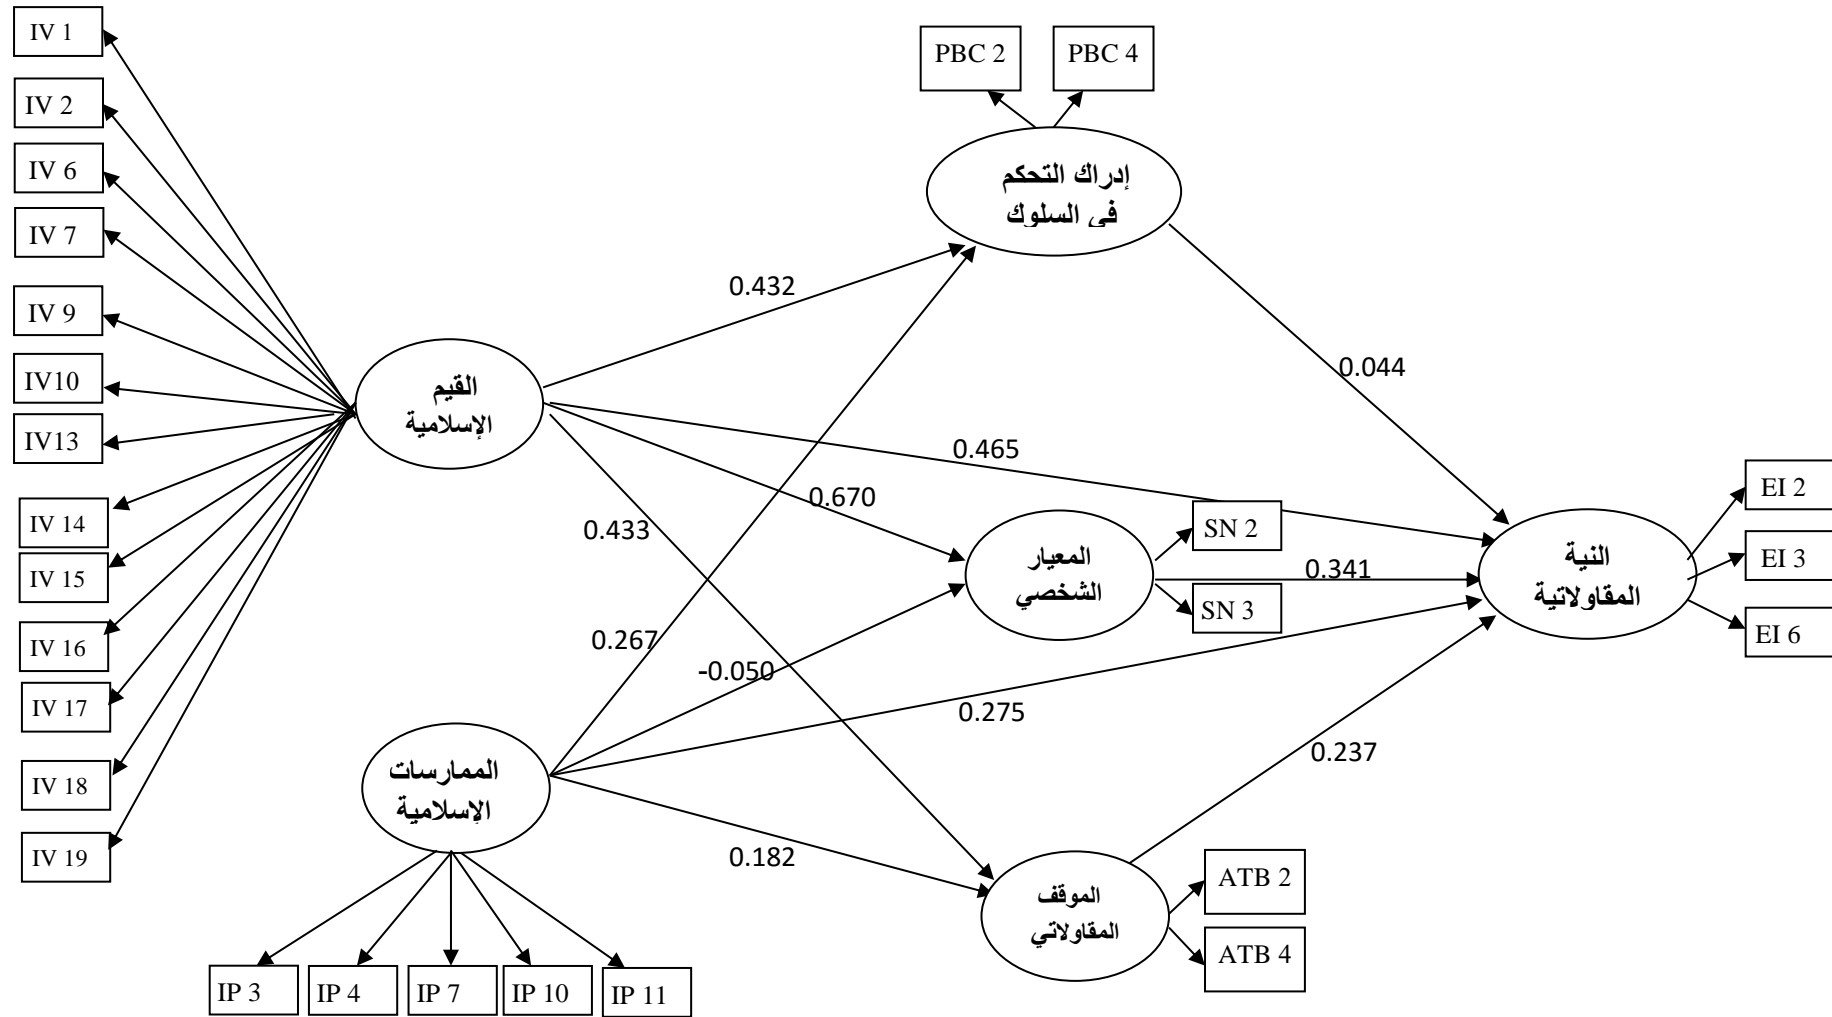 IV 1
IV 2
IV 6
IV 7
IV 9
IV10
IV13
IV 14
IV 15
IV 16
IV 17
IV 18
IV 19
القيم
الإسلامية
الممارسات
الإسلامية
IP 3
IP 4
IP 7
IP 10
IP 11
PBC 2
PBC 4
إدراك التحكم
في السلوك
0.432
0.465
0.670
0.433
0.267
-0.050
0.275
0.182
المعيار
الشخصي
SN 2
SN 3
0.044
0.341
0.237
الموقف
المقاولاتي
ATB 2
ATB 4
النية
المقاولاتية
EI 2
EI 3
EI 6